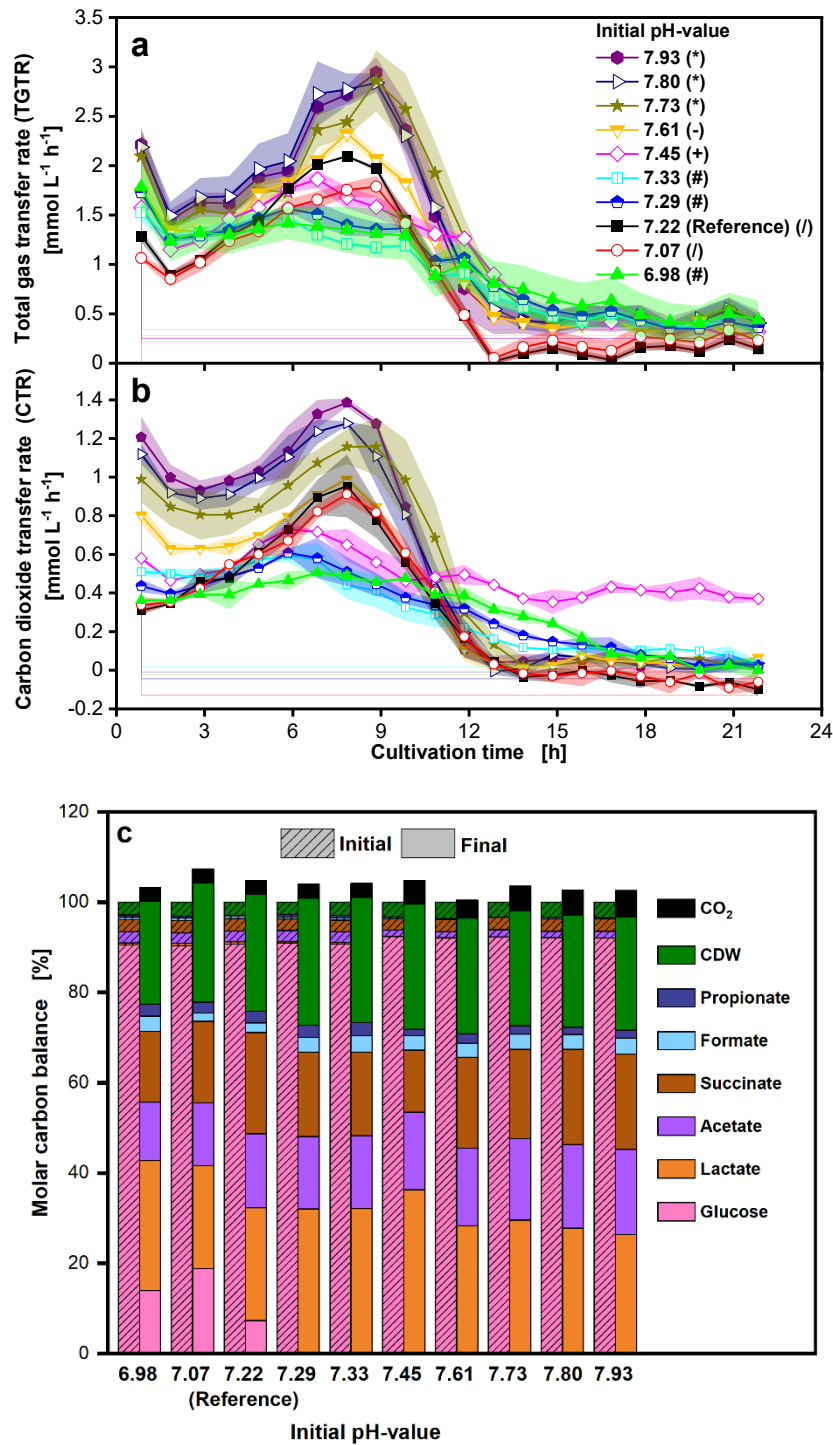 a
Initial pH-value
7.93 (*)
7.80 (*)
7.73 (*)
7.61 (-)
7.45 (+)
7.33 (#)
7.29 (#)
7.22 (Reference) (/)
7.07 (/)
6.98 (#)
Total gas transfer rate (TGTR)
[mmol L-1 h-1]
3.5
3
2.5
2
1.5
1
0.5
0
b
Carbon dioxide transfer rate (CTR)
[mmol L-1 h-1]
1.4
1.2
1
0.8
0.6
0.4
0.2
0
-0.2
0
3
6
9
12
15
18
21
24
Cultivation time [h]
c
Initial
Final
Molar carbon balance [%]
120
100
80
60
40
20
0
CO2
CDW
Propionate
Formate
Succinate
Acetate
Lactate
Glucose
6.98 7.07 7.22 7.29 7.33 7.45 7.61 7.73 7.80 7.93
(Reference)
Initial pH-value